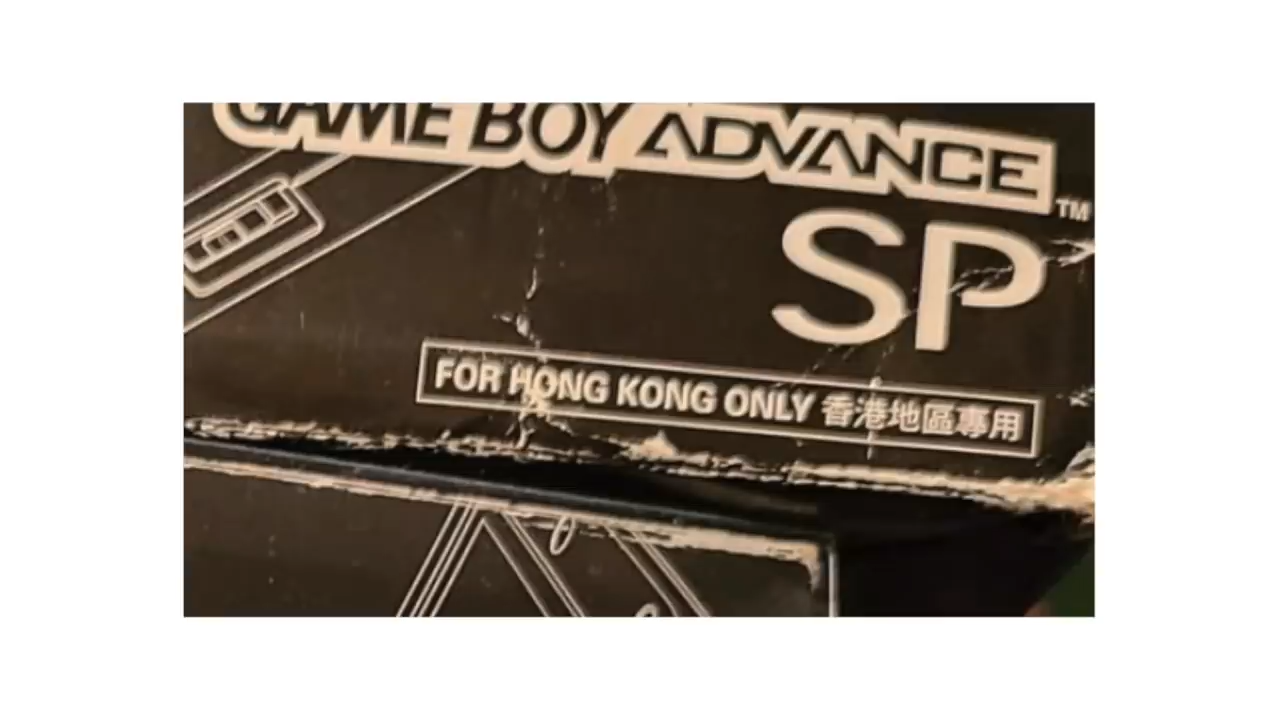 GAME BOY ADVANCE
TM
SP
FOR HONG KONG ONLY 香港地區專用